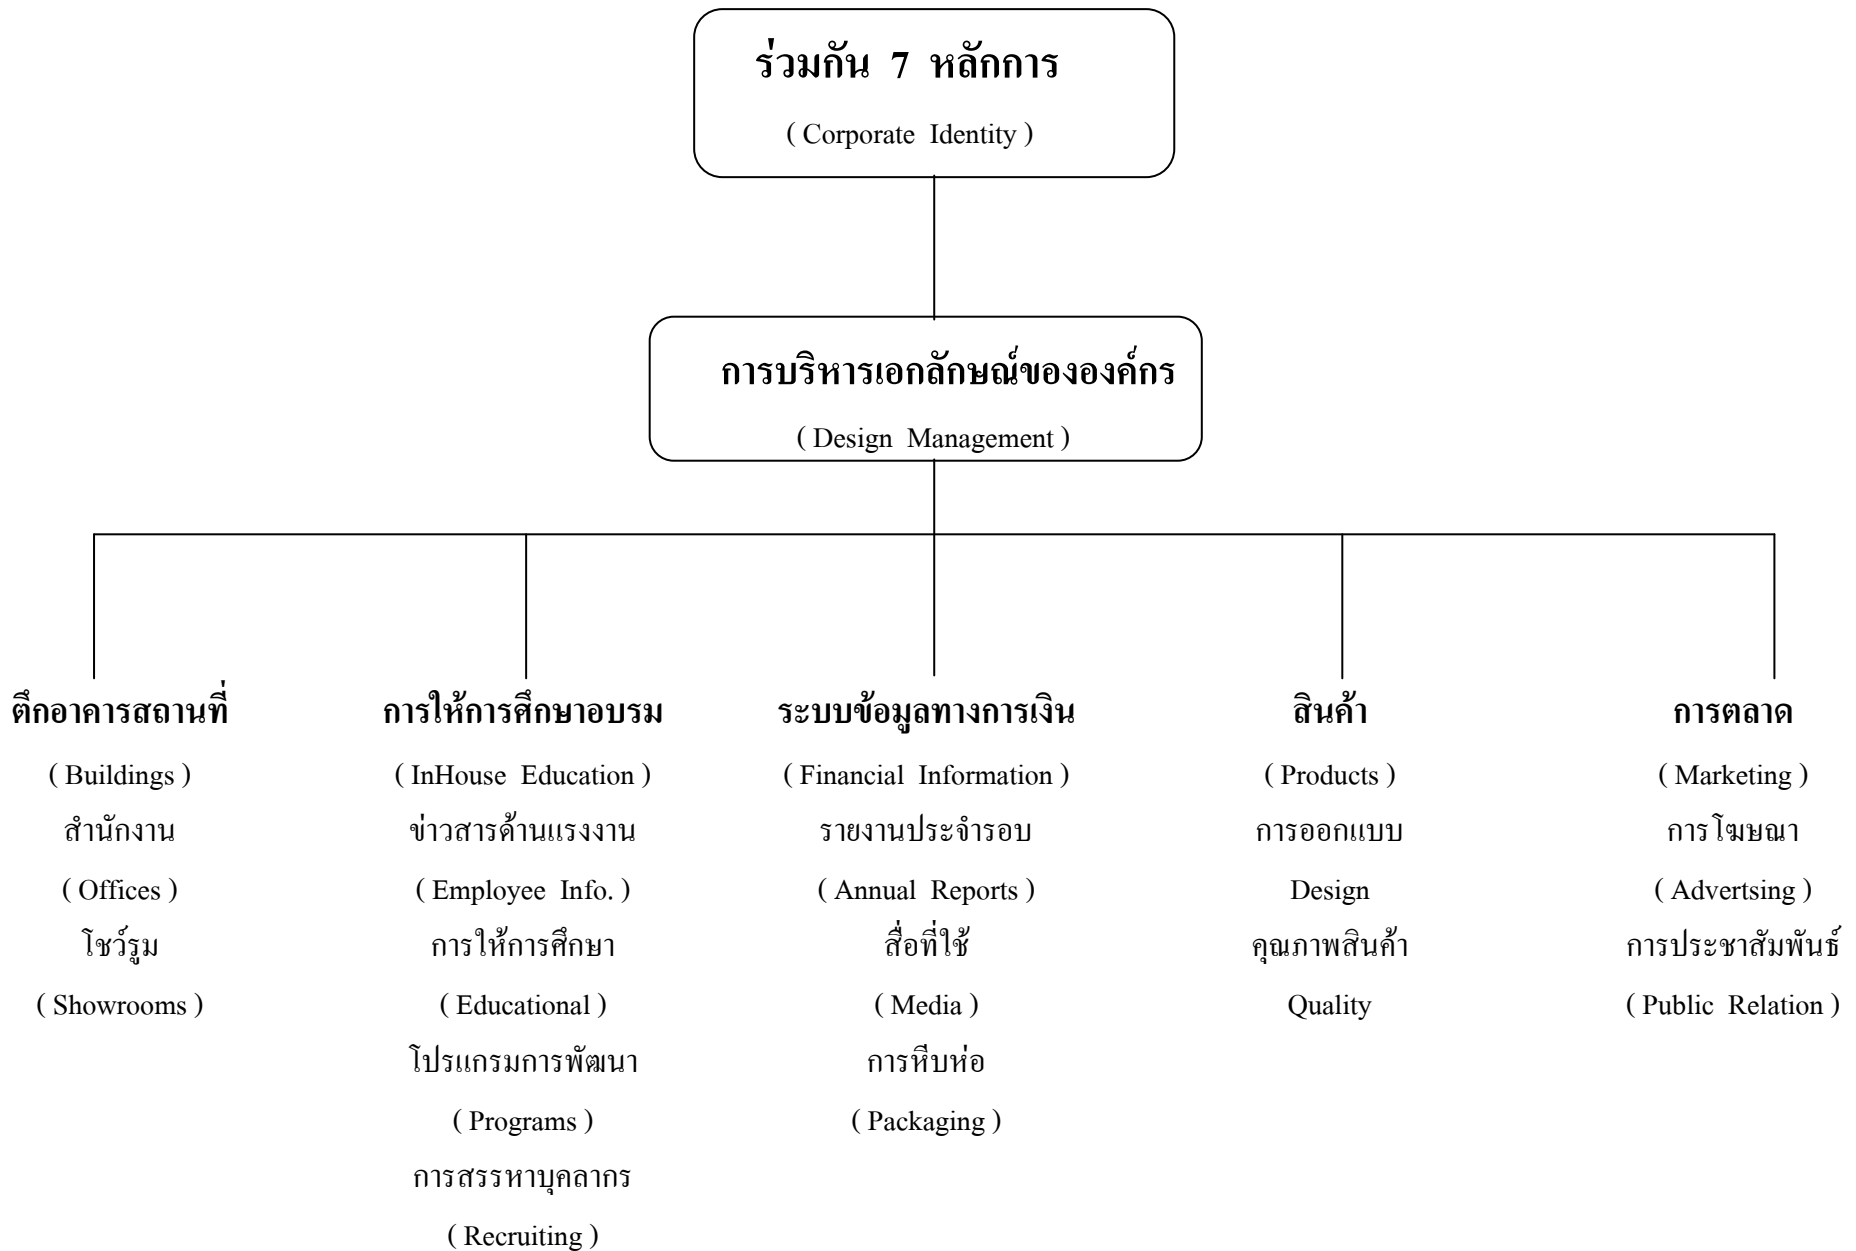 ร่วมกัน 7 หลักการ
( Corporate Identity )
การบริหารเอกลักษณ์ขององค์กร
( Design Management )
ตึกอาคารสถานที่
( Buildings )
สำนักงาน
( Offices )
โชว์รูม
( Showrooms )
การให้การศึกษาอบรม
( InHouse Education )
ข่าวสารด้านแรงงาน
( Employee Info. )
การให้การศึกษา
( Educational )
โปรแกรมการพัฒนา
( Programs )
การสรรหาบุคลากร
( Recruiting )
ระบบข้อมูลทางการเงิน
( Financial Information )
รายงานประจำรอบ
( Annual Reports )
สื่อที่ใช้
( Media )
การหีบห่อ
( Packaging )
สินค้า
( Products )
การออกแบบ
Design
คุณภาพสินค้า
Quality
การตลาด
( Marketing )
การโฆษณา
( Advertsing )
การประชาสัมพันธ์
( Public Relation )